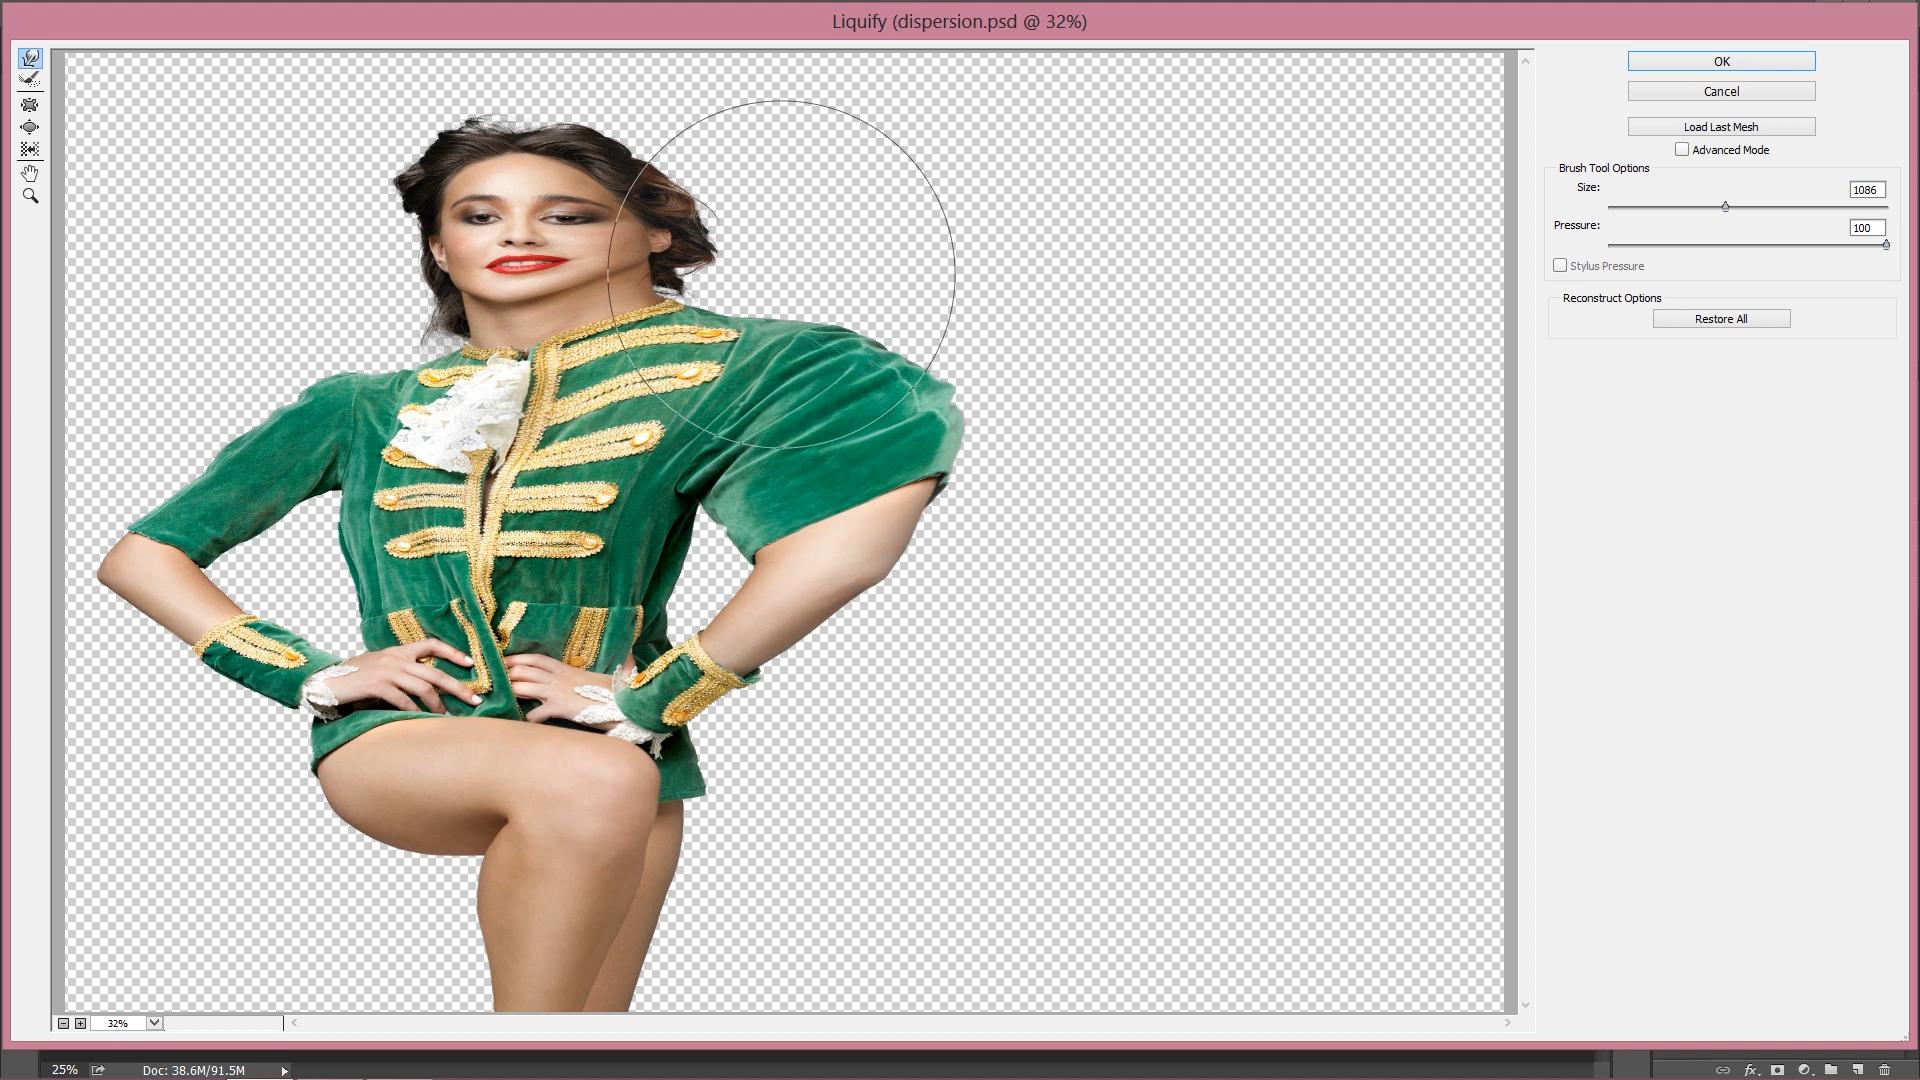 Liquify (dispersion.psd @ 32%)
OK
Cancel
Load Last Mesh
Advanced Mode
Brush Tool Options
Size:
1086
Pressure:
100
Stylus Pressure
Reconstruct Options
Restore All
32%
25%
Doc: 38.6M/91.5M
fx